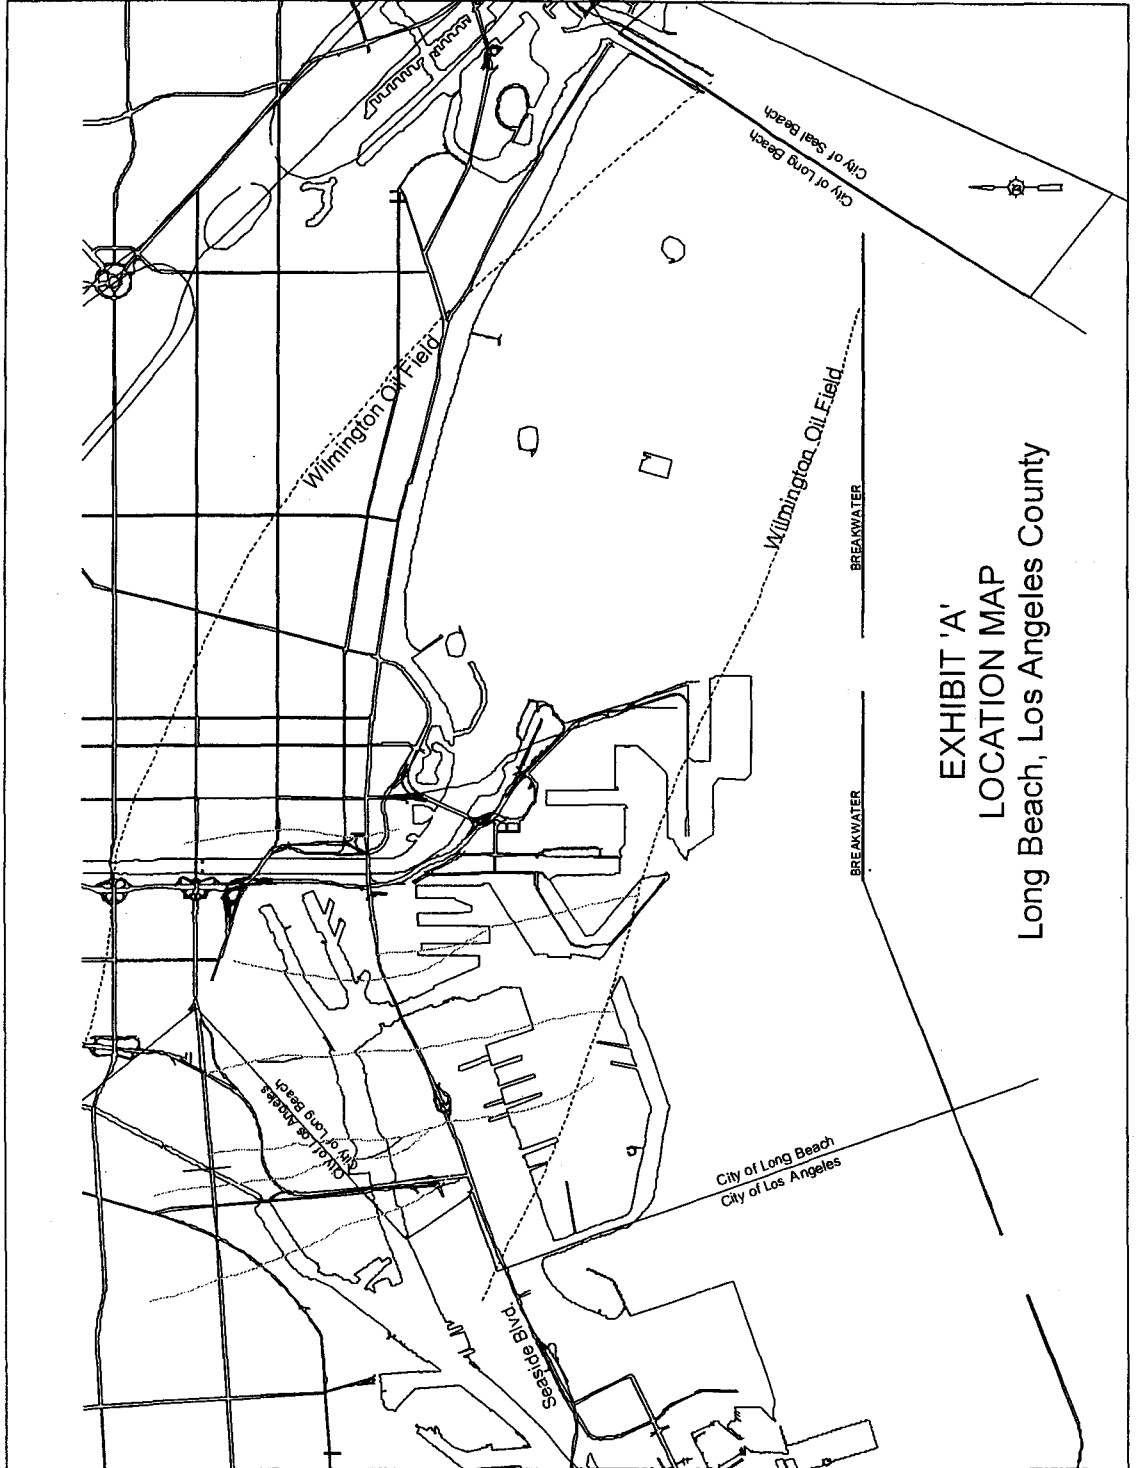 City of Seal Beach
City of Long Beach
Wilmington Oil Field
Wilmington Oil Field
BREAKWATER
BREAKWATER
City of Los Angeles
City of Long Beach
City of Long Beach
City of Los Angeles
Seaside Blvd.
EXHIBIT 'A'
LOCATION MAP
Long Beach, Los Angeles County